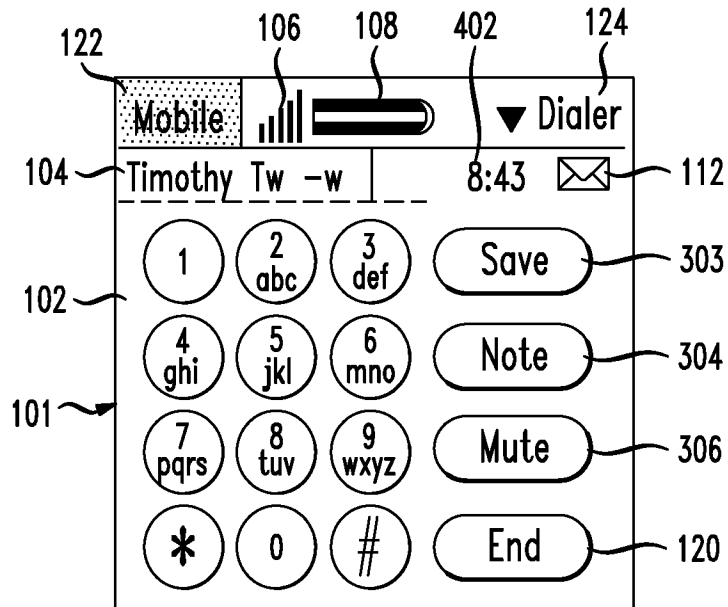 106 108 402 124
122
Mobile ▼ Dialer
104 Timothy Tw -w 8:43 112
1 2 abc 3 def Save 303
102
4 ghi 5 jkl 6 mno Note 304
101
7 pqrs 8 tuv 9 wxyz Mute 306
* 0 # End 120